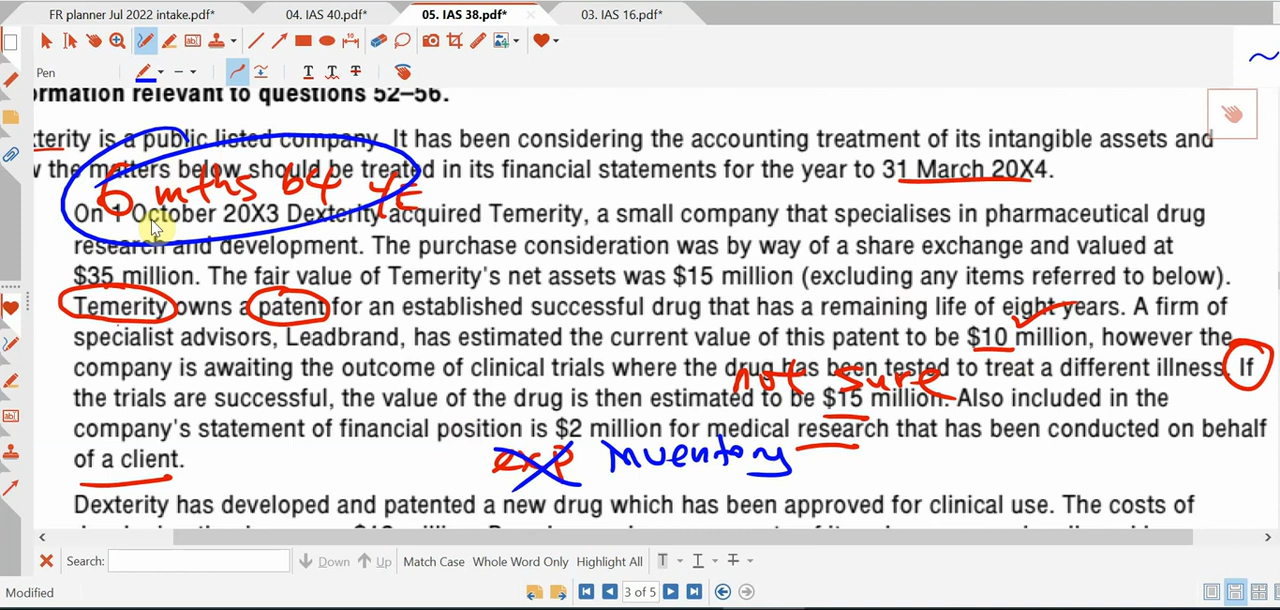 FR planner Jul 2022 intake.pdf* 04. IAS 40.pdf* 05. IAS 38.pdf* 03. IAS 16.pdf*
Pen
ormation relevant to questions 52–56.
xterity is a public listed company. It has been considering the accounting treatment of its intangible assets and
w the matters below should be treated in its financial statements for the year to 31 March 20X4.
6 mths b4 YE
On 1 October 20X3 Dexterity acquired Temerity, a small company that specialises in pharmaceutical drug
research and development. The purchase consideration was by way of a share exchange and valued at
$35 million. The fair value of Temerity's net assets was $15 million (excluding any items referred to below).
Temerity owns a patent for an established successful drug that has a remaining life of eight years. A firm of
specialist advisors, Leadbrand, has estimated the current value of this patent to be $10 million, however the
company is awaiting the outcome of clinical trials where the drug has been tested to treat a different illness. If
not sure
the trials are successful, the value of the drug is then estimated to be $15 million. Also included in the
company's statement of financial position is $2 million for medical research that has been conducted on behalf
of a client. exp Inventory
Dexterity has developed and patented a new drug which has been approved for clinical use. The costs of
Search: Down Up Match Case Whole Word Only Highlight All
Modified 3 of 5